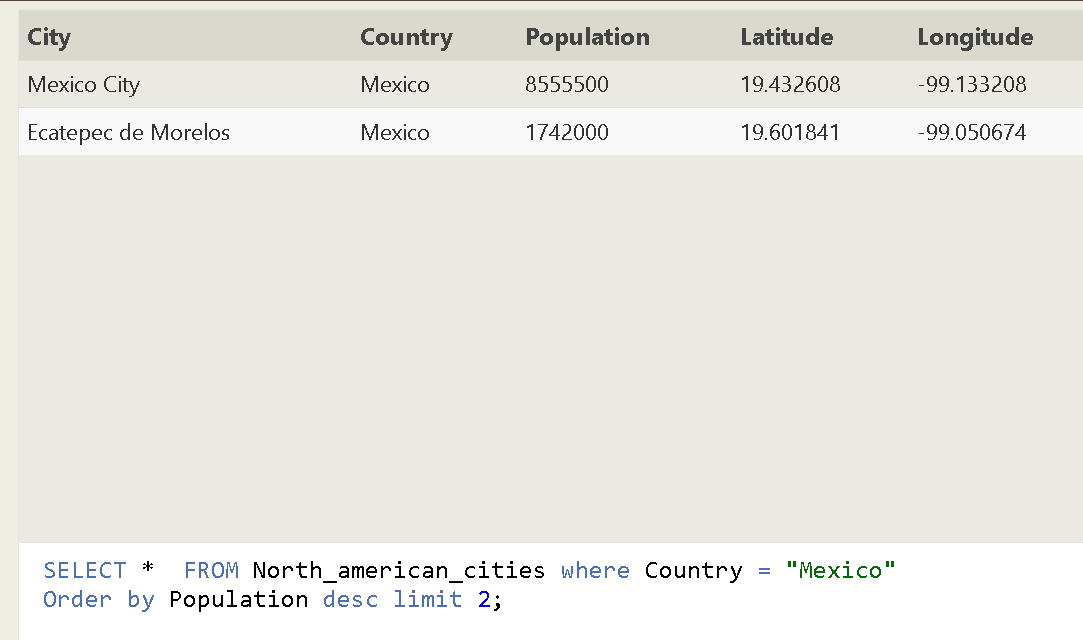 City Country Population Latitude Longitude
Mexico City Mexico 8555500 19.432608 -99.133208
Ecatepec de Morelos Mexico 1742000 19.601841 -99.050674
SELECT *  FROM North_american_cities where Country = "Mexico"
Order by Population desc limit 2;